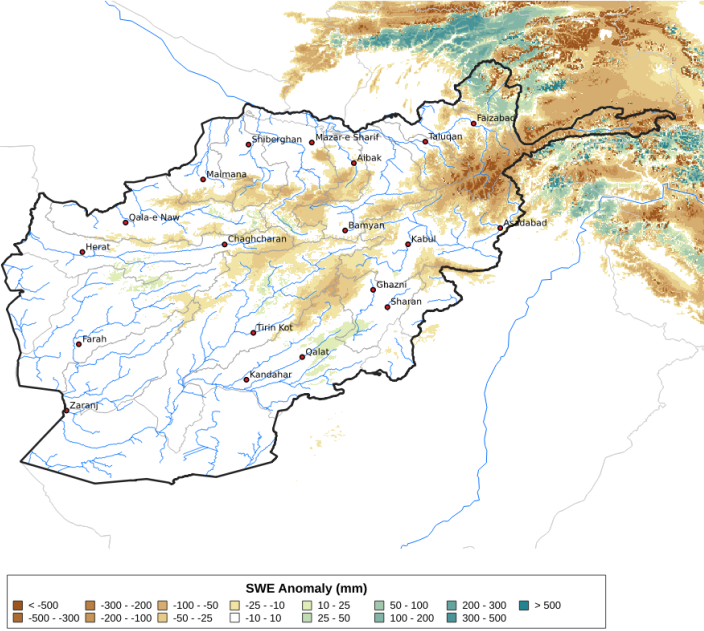 Faizabad
Shiberghan
Mazar-e Sharif
Taluqan
Aibak
Maimana
Qala-e Naw
Bamyan
Asadabad
Chaghcharan
Kabul
Herat
Ghazni
Sharan
Tirin Kot
Farah
Qalat
Kandahar
Zaranj
SWE Anomaly (mm)
< -500 -300 - -200 -100 - -50 -25 - -10 10 - 25 50 - 100 200 - 300 > 500
-500 - -300 -200 - -100 -50 - -25 -10 - 10 25 - 50 100 - 200 300 - 500